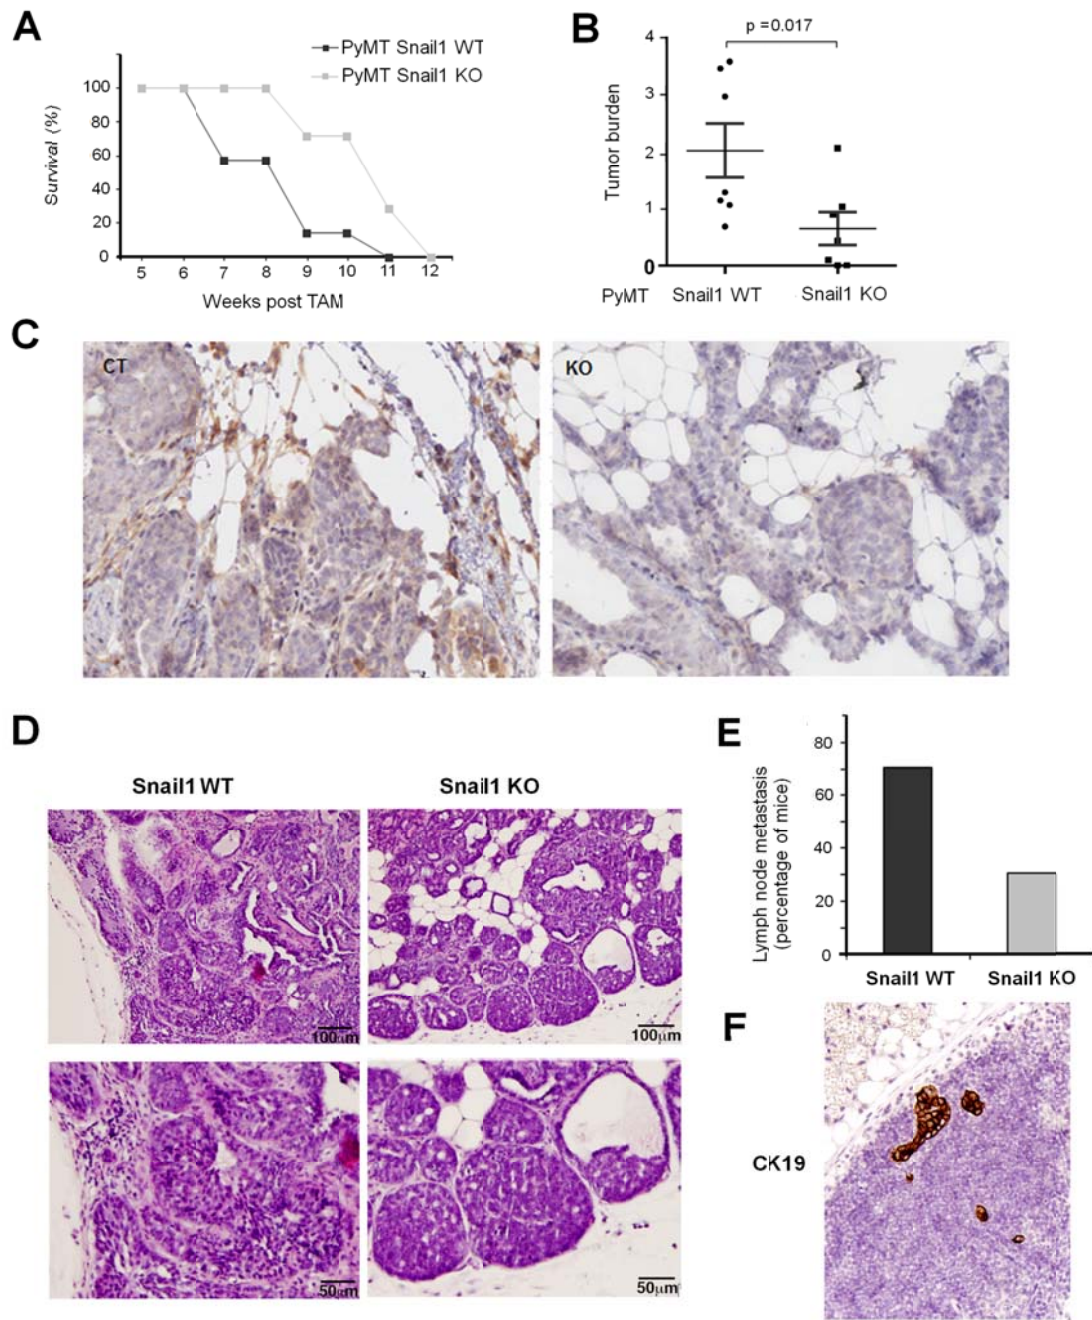 A
PyMT Snail1 WT
PyMT Snail1 KO
Survival (%)
100
80
60
40
20
0
5 6 7 8 9 10 11 12
Weeks post TAM
B
p =0.017
Tumor burden
4
3
2
1
0
PyMT Snail1 WT Snail1 KO
C
CT
KO
D
Snail1 WT Snail1 KO
100µm
100µm
50µm
50µm
E
Lymph node metastasis
(percentage of mice)
80
60
40
20
0
Snail1 WT Snail1 KO
F
CK19